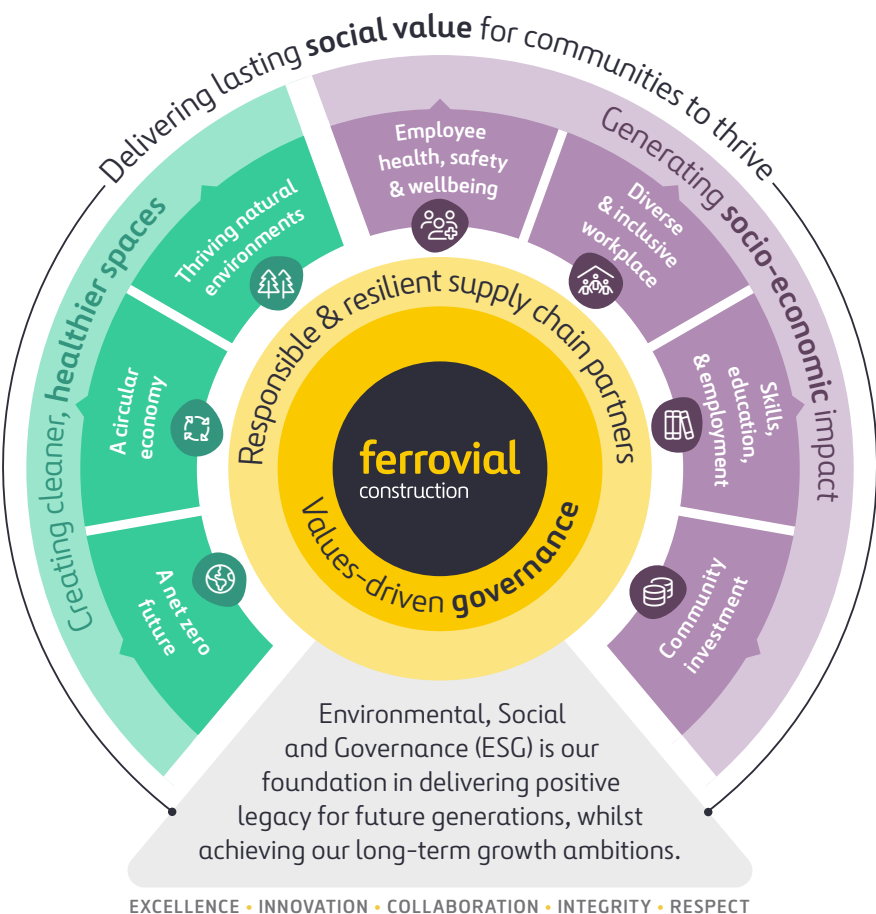 Delivering lasting social value for communities to thrive
Creating cleaner, healthier spaces
Generating socio-economic impact
A net zero
future
A circular
economy
Thriving natural
environments
Employee
health, safety
& wellbeing
Diverse
& inclusive
workplace
Skills,
education,
& employment
Community
investment
Responsible & resilient supply chain partners
ferrovial
construction
Values-driven governance
Environmental, Social
and Governance (ESG) is our
foundation in delivering positive
legacy for future generations, whilst
achieving our long-term growth ambitions.
EXCELLENCE • INNOVATION • COLLABORATION • INTEGRITY • RESPECT